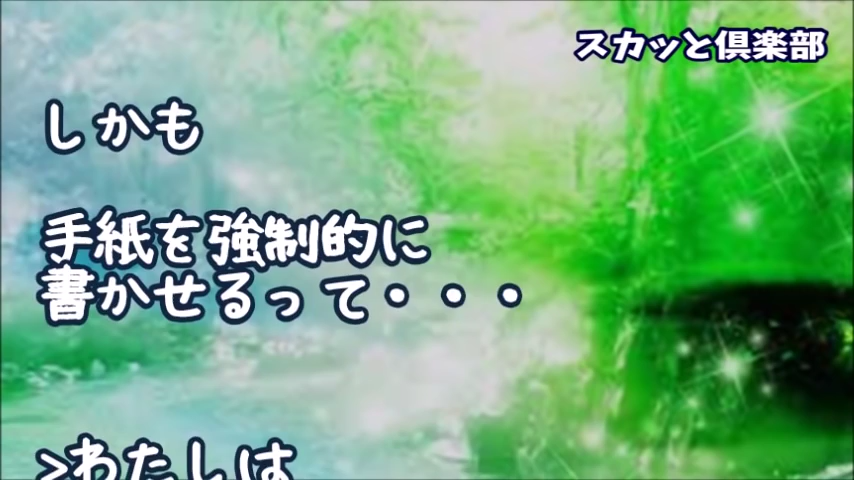 スカッと倶楽部
しかも
手紙を強制的に
書かせるって・・・
>わたしは